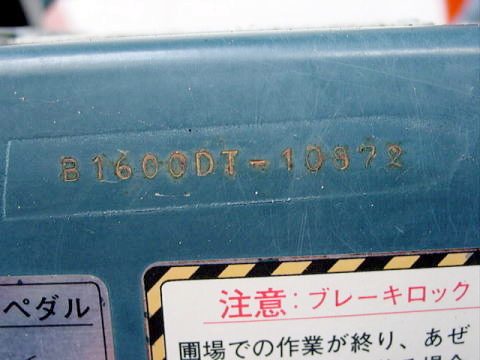 B1600DT-10872
ペダル
注意：ブレーキロック
圃場での作業が終り、あぜ